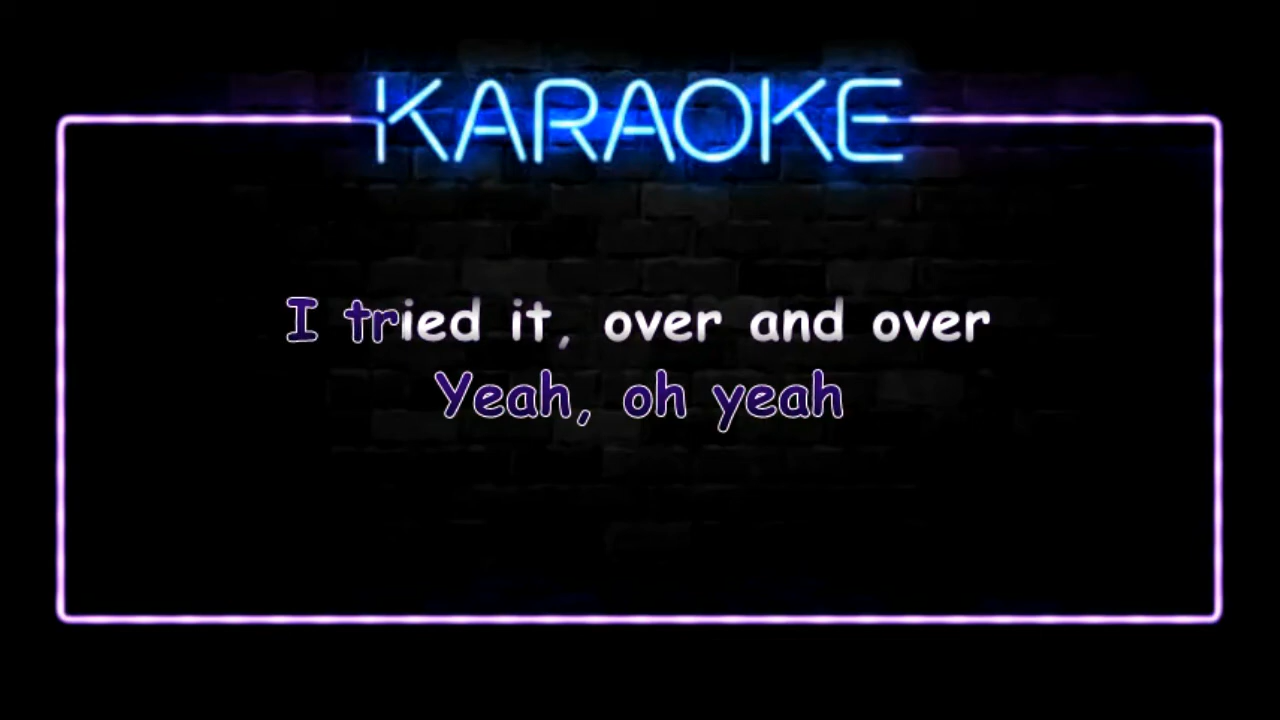 KARAOKE
I tried it, over and over
Yeah, oh yeah